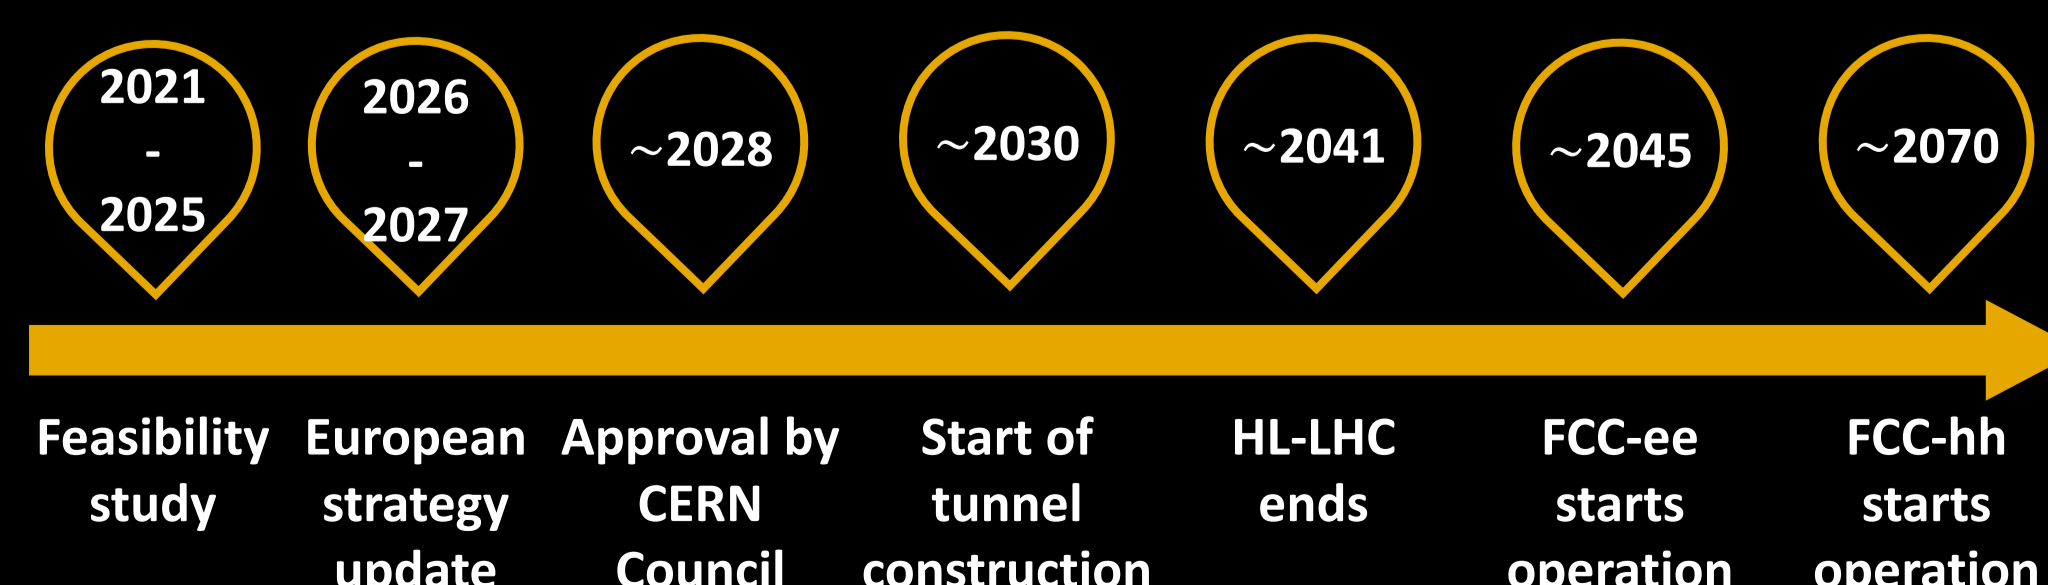 2021
-
2025
2026
-
2027
~2028
~2030
~2041
~2045
~2070
Feasibility
study
European
strategy
update
Approval by
CERN
Council
Start of
tunnel
construction
HL-LHC
ends
FCC-ee
starts
operation
FCC-hh
starts
operation